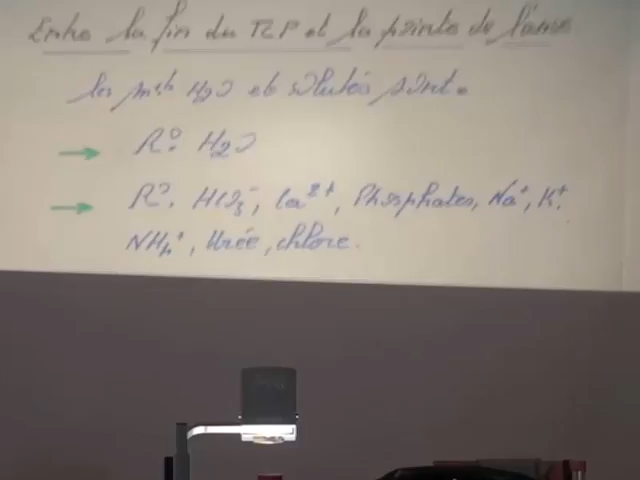 Entre la fin du TCP et la pointe de l'anse
les mvts H2O et solutés sont.
→ R° H2O
→ R°. HCO3-, Ca2+, Phosphates, Na+, K+.
NH4+, Urée, chlore.